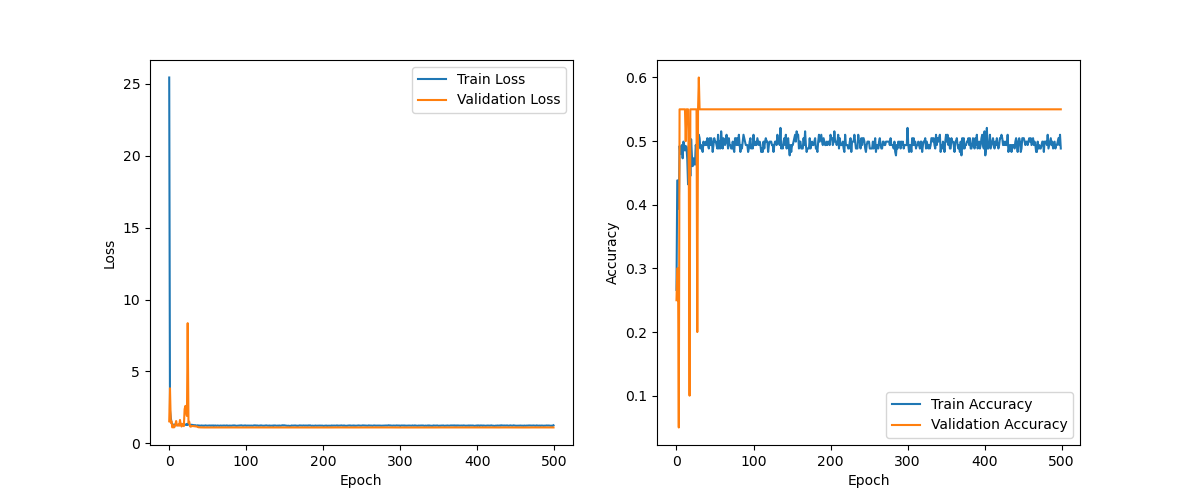 Train Loss
Validation Loss
25
20
15
10
5
0
Loss
0 100 200 300 400 500
Epoch
0.6
0.5
0.4
0.3
0.2
0.1
Accuracy
Train Accuracy
Validation Accuracy
0 100 200 300 400 500
Epoch